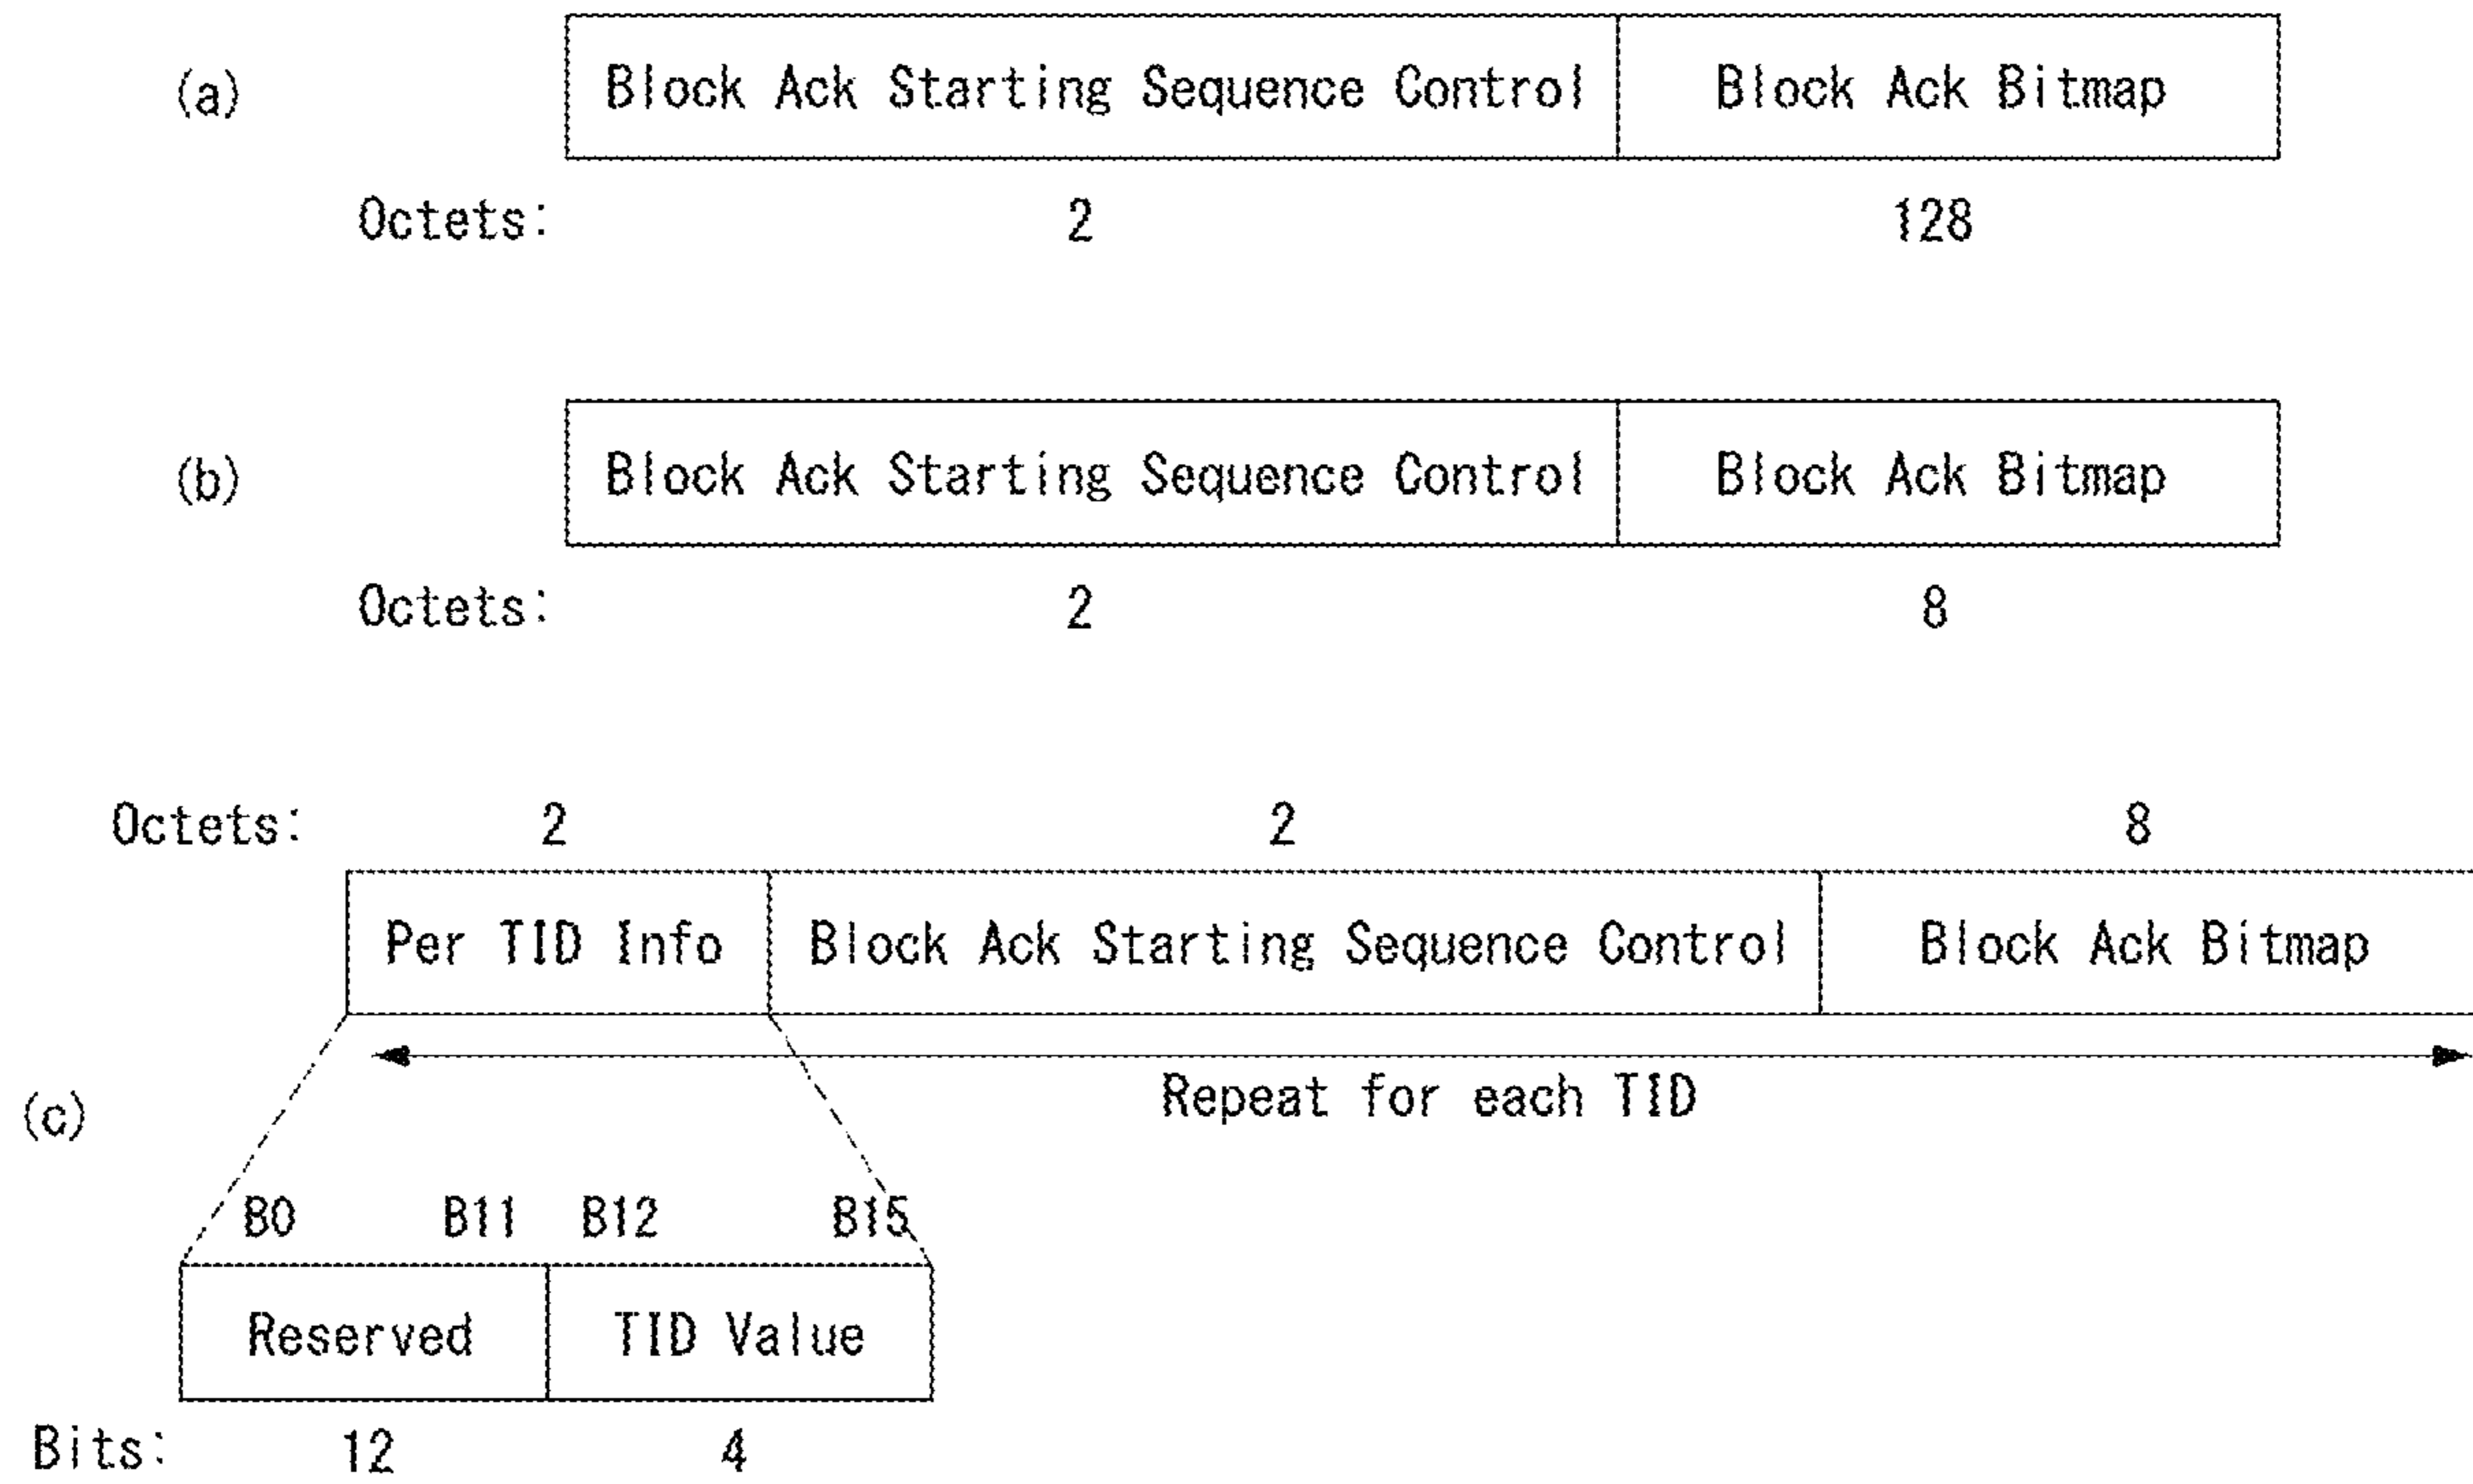 (a) Block Ack Starting Sequence Control Block Ack Bitmap
Octets: 2 128
(b) Block Ack Starting Sequence Control Block Ack Bitmap
Octets: 2 8
Octets: 2 2 8
Per TID Info Block Ack Starting Sequence Control Block Ack Bitmap
Repeat for each TID
(c)
B0 B11 B12 B15
Reserved TID Value
Bits: 12 4